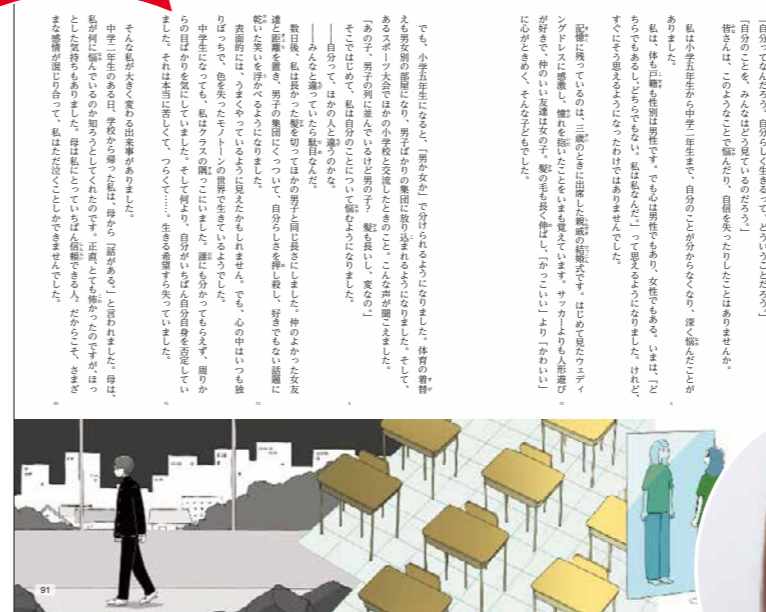 「自分ってなんだろう。自分らしく生きるって、どういうことだろう。」
「自分のことを、みんなはどう見ているのだろう。」
皆さんは、このようなことで悩んだり、自信を失ったりしたことはありませんか。
私は小学五年生から中学二年生まで、自分のことが分からなくなり、深く悩んだことが
ありました。
私は、体も戸籍も性別は男性です。でも心は男性でもあり、女性でもある。いまは、「ど
ちらでもあるし、どちらでもない。私は私なんだ。」って思えるようになりました。けれど、
すぐにそう思えるようになったわけではありませんでした。
記憶に残っているのは、三歳のときに出席した親戚の結婚式です。はじめて見たウェディ
ングドレスに感激し、憧れを抱いたことをいまも覚えています。サッカーよりも人形遊び
が好きで、仲のいい友達は女の子。髪の毛も長く伸ばし、「かっこいい」より「かわいい」
に心がときめく、そんな子どもでした。
でも、小学五年生になると、「男か女か」で分けられるようになりました。体育の着替
えも男女別の部屋になり、男子ばかりの集団に放り込まれるようになりました。そして、
あるスポーツ大会でほかの小学校と交流したときのこと。こんな声が聞こえました。
「あの子、男子の列に並んでいるけど男の子? 髪も長いし、変なの。」
そこではじめて、私は自分のことについて悩むようになりました。
――自分って、ほかの人と違うのかな。
――みんなと違っていたら駄目なんだ。
数日後、私は長かった髪を切ってほかの男子と同じ長さにしました。仲のよかった女友
達と距離を置き、男子の集団にくっついて、自分らしさを押し殺し、好きでもない話題に
乾いた笑いを浮かべるようになりました。
表面的には、うまくやっているように見えたかもしれません。でも、心の中はいつも独
りぼっちで、色を失ったモノトーンの世界で生きているようでした。
中学生になっても、私はクラスの隅っこにいました。誰にも分かってもらえず、周りか
らの目ばかりを気にしていました。そして何より、自分がいちばん自分自身を否定してい
ました。それは本当に苦しくて、つらくて……。生きる希望すら失っていました。
そんな私が大きく変わる出来事がありました。
中学二年生のある日、学校から帰った私は、母から「話がある。」と言われました。母は、
私が何に悩んでいるのか知ろうとしてくれたのです。正直、とても怖かったのですが、ほっ
とした気持ちもありました。母は私にとっていちばん信頼できる人。だからこそ、さまざ
まな感情が混じり合って、私はただ泣くことしかできませんでした。
91